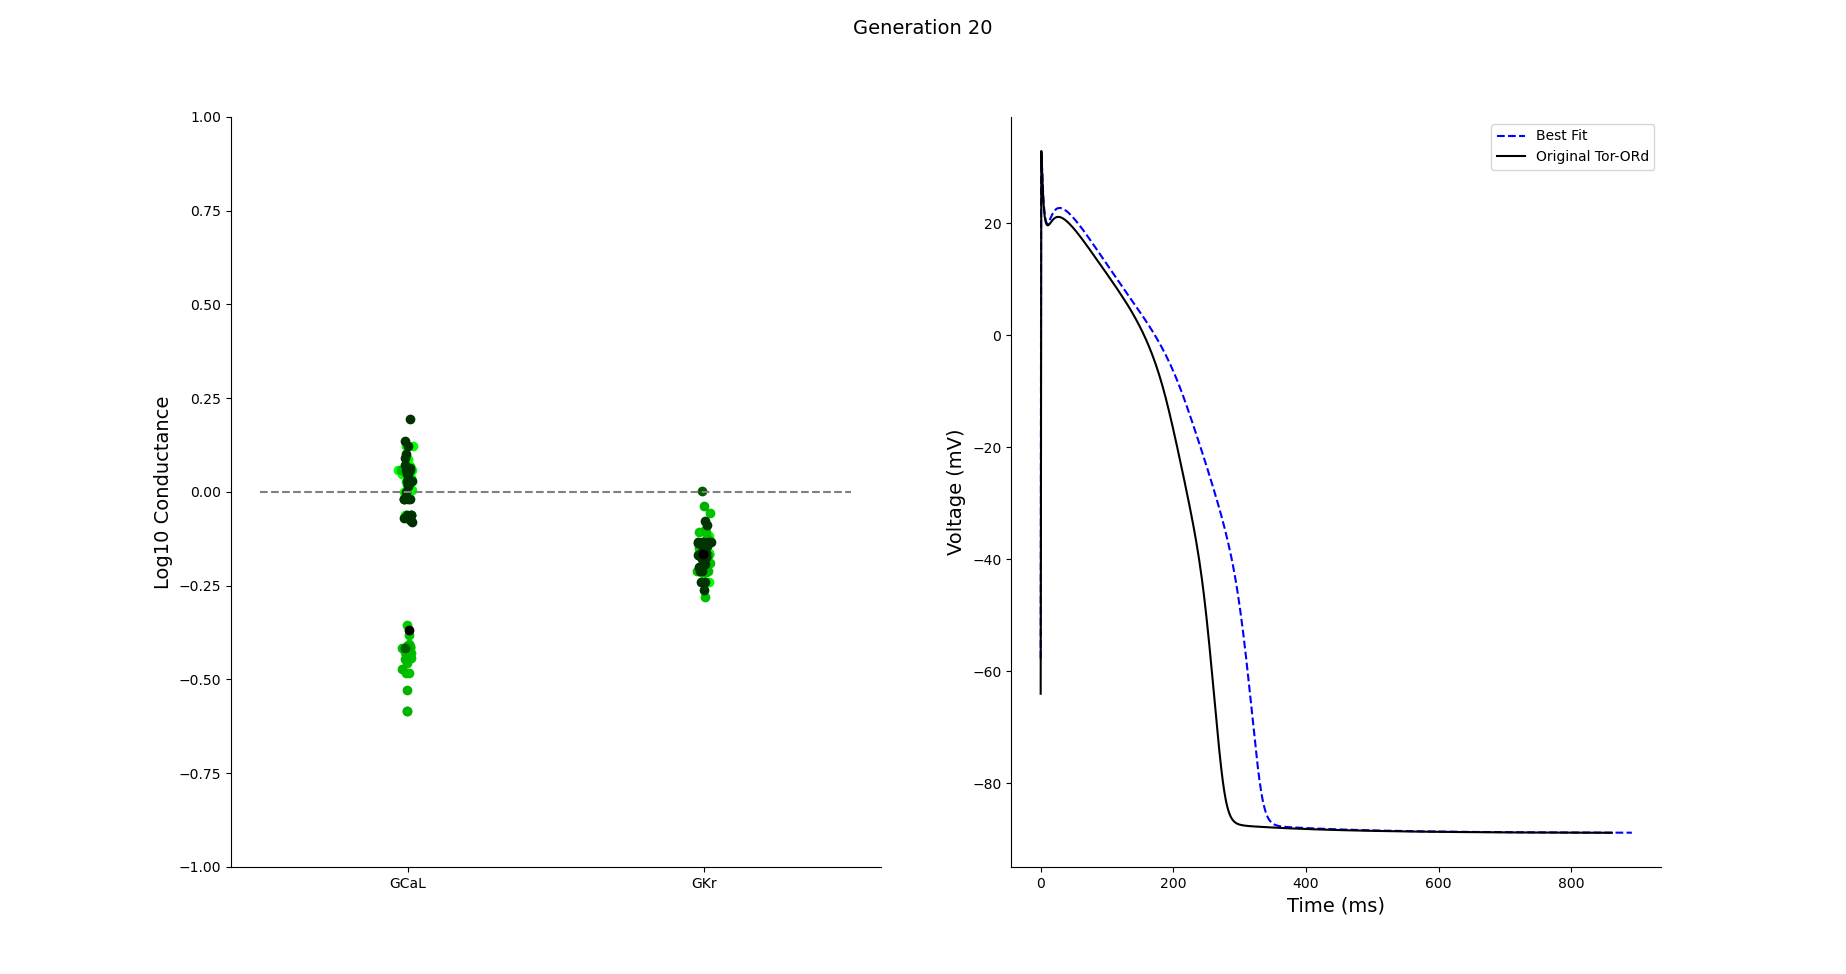 Generation 20
1.00
0.75
0.50
0.25
0.00
−0.25
−0.50
−0.75
−1.00
Log10 Conductance
GCaL
GKr
Best Fit
Original Tor-ORd
20
0
−20
−40
−60
−80
Voltage (mV)
0
200
400
600
800
Time (ms)